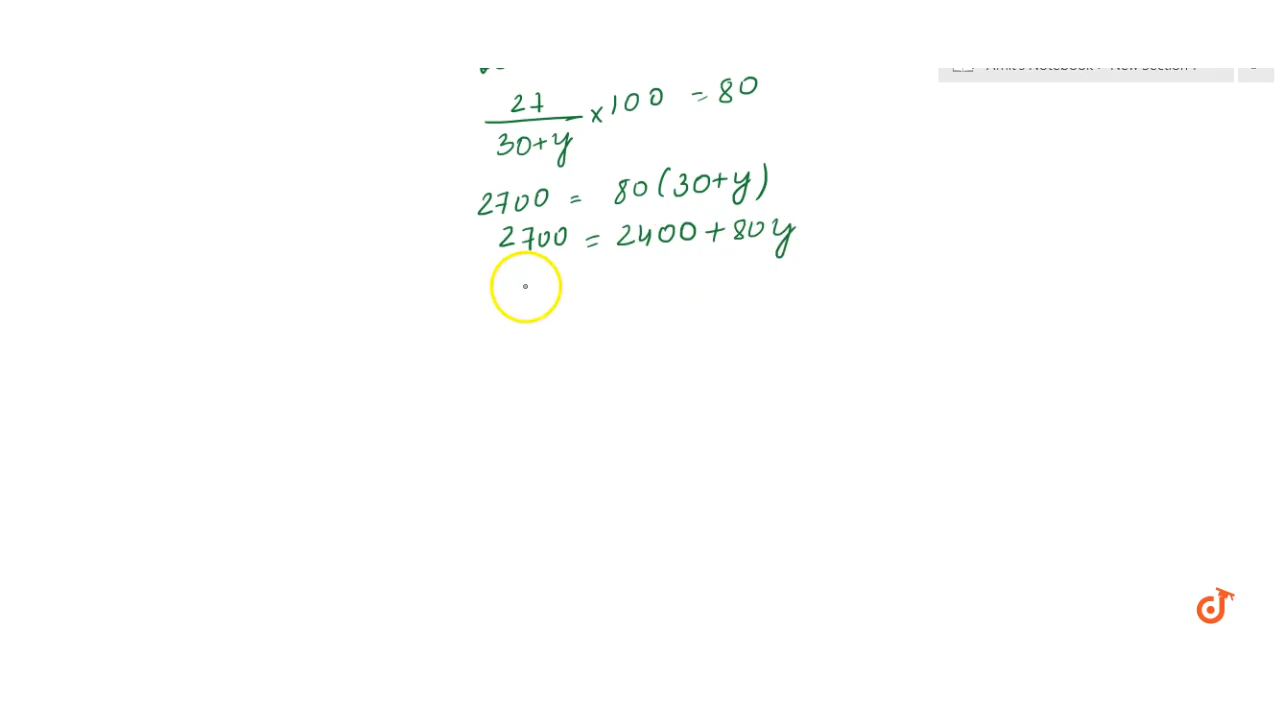 27/(30+y) × 100 = 80
2700 = 80(30+y)
2700 = 2400 + 80y